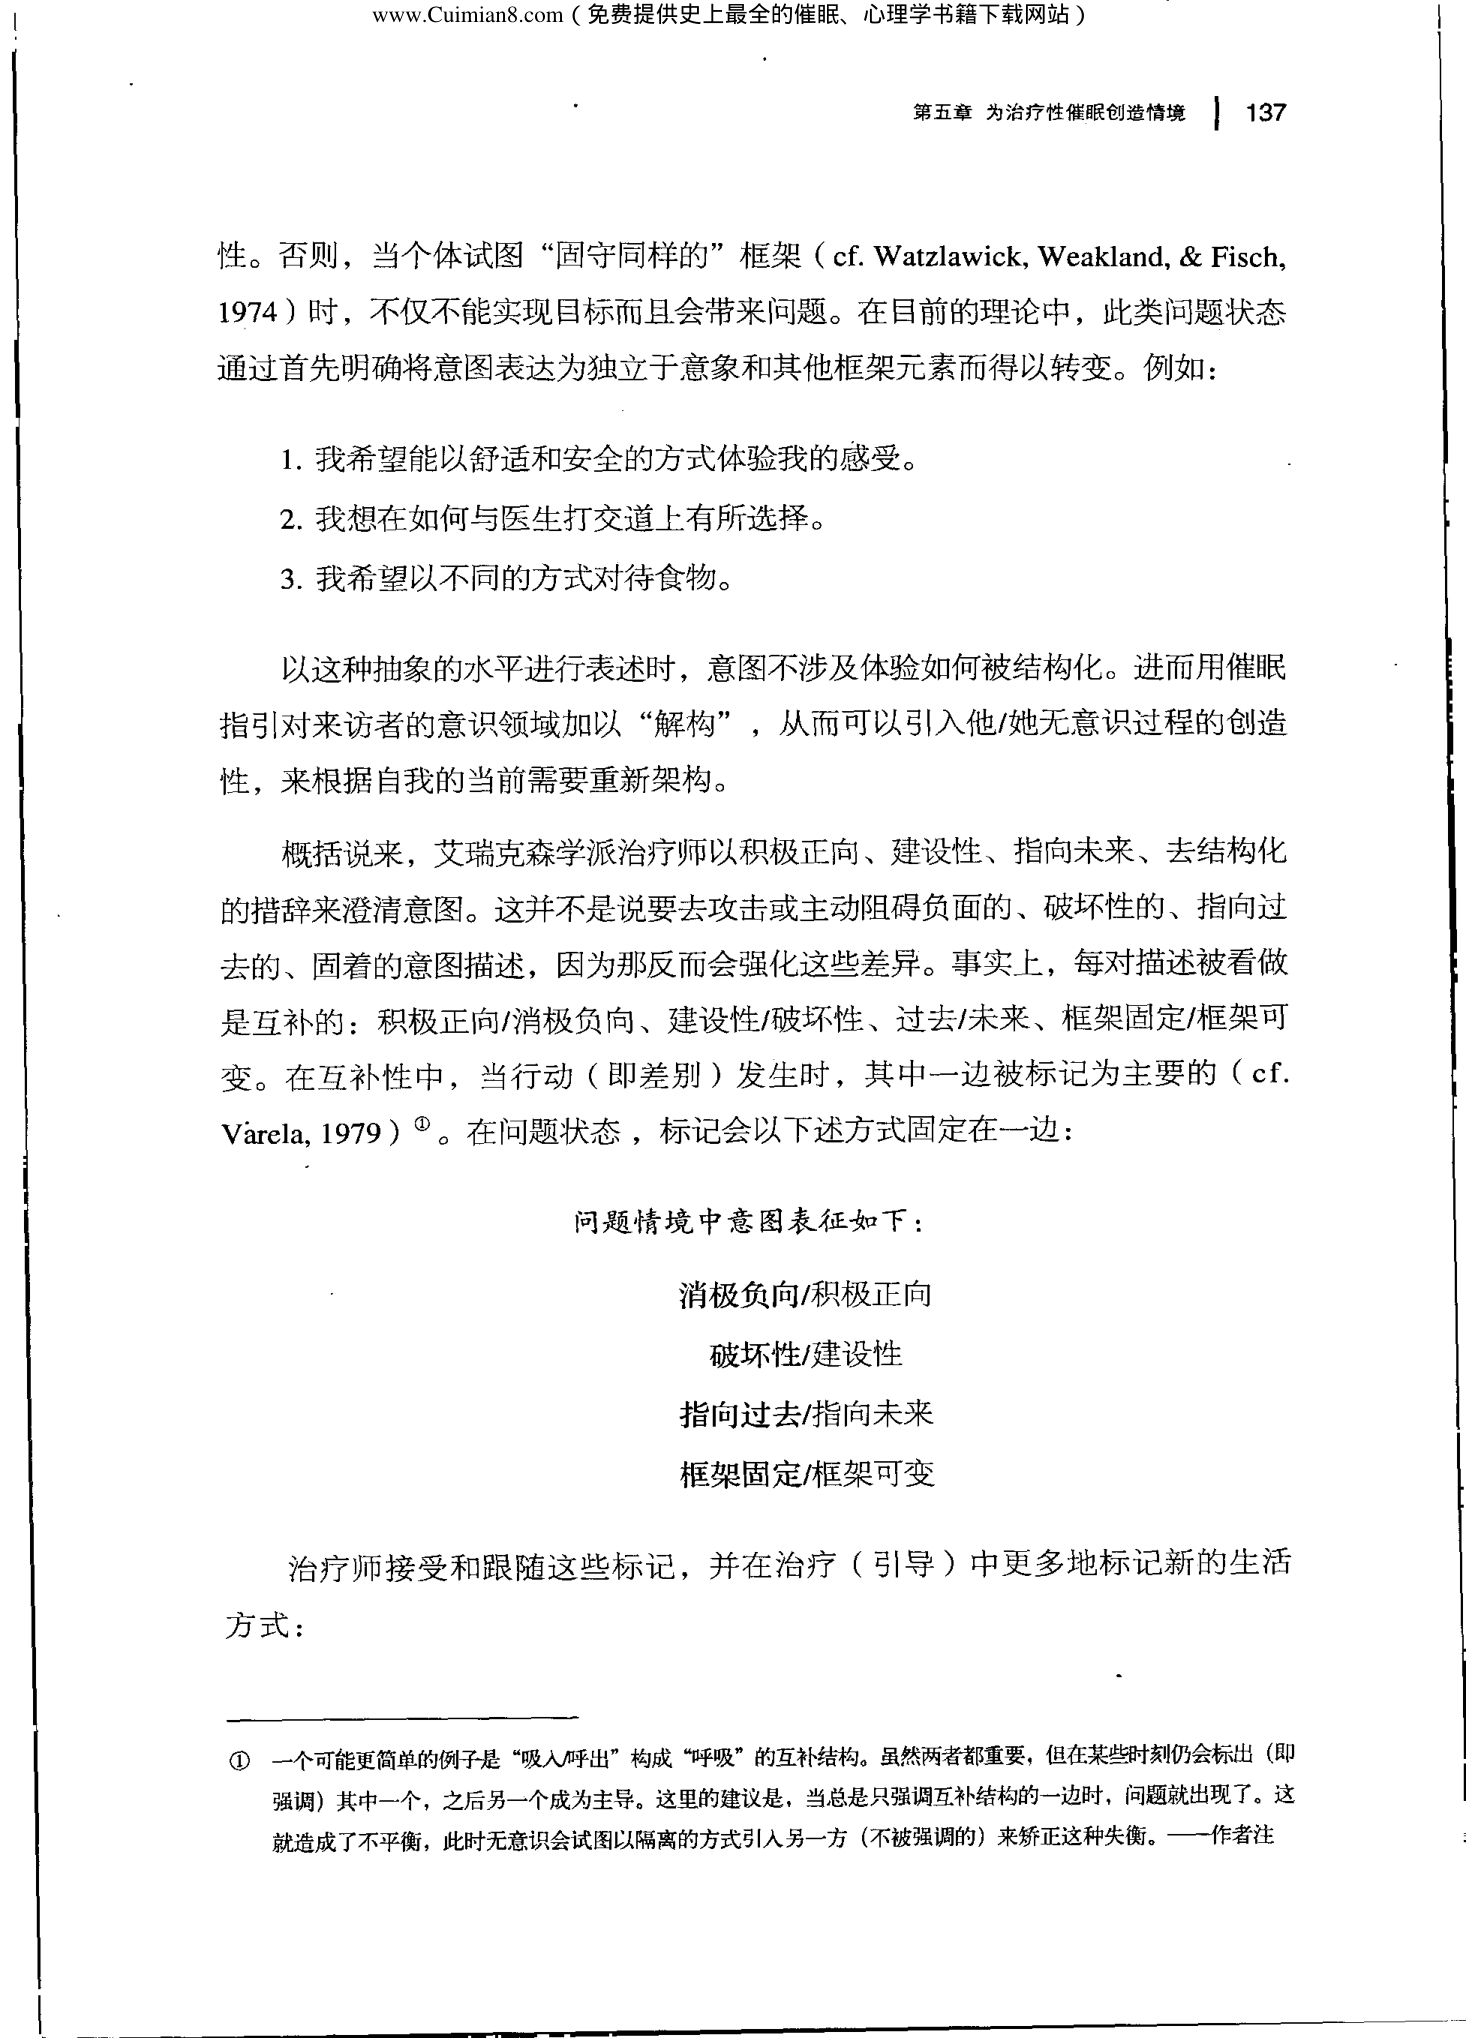 www.Cuimian8.com（免费提供史上最全的催眠、心理学书籍下载网站）
第五章 为治疗性催眠创造情境 | 137
性。否则，当个体试图“固守同样的”框架（cf. Watzlawick, Weakland, & Fisch,
1974）时，不仅不能实现目标而且会带来问题。在目前的理论中，此类问题状态
通过首先明确将意图表达为独立于意象和其他框架元素而得以转变。例如：
1. 我希望能以舒适和安全的方式体验我的感受。
2. 我想在如何与医生打交道上有所选择。
3. 我希望以不同的方式对待食物。
以这种抽象的水平进行表述时，意图不涉及体验如何被结构化。进而用催眠
指引对来访者的意识领域加以“解构”，从而可以引入他/她无意识过程的创造
性，来根据自我的当前需要重新架构。
概括说来，艾瑞克森学派治疗师以积极正向、建设性、指向未来、去结构化
的措辞来澄清意图。这并不是说要去攻击或主动阻碍负面的、破坏性的、指向过
去的、固着的意图描述，因为那反而会强化这些差异。事实上，每对描述被看做
是互补的：积极正向/消极负向、建设性/破坏性、过去/未来、框架固定/框架可
变。在互补性中，当行动（即差别）发生时，其中一边被标记为主要的（cf.
Varela, 1979）①。在问题状态，标记会以下述方式固定在一边：
问题情境中意图表征如下：
消极负向/积极正向
破坏性/建设性
指向过去/指向未来
框架固定/框架可变
治疗师接受和跟随这些标记，并在治疗（引导）中更多地标记新的生活
方式：
① 一个可能更简单的例子是“吸入/呼出”构成“呼吸”的互补结构。虽然两者都重要，但在某些时刻仍会标出（即
强调）其中一个，之后另一个成为主导。这里的建议是，当总是只强调互补结构的一边时，问题就出现了。这
就造成了不平衡，此时无意识会试图以隔离的方式引入另一方（不被强调的）来矫正这种失衡。——作者注